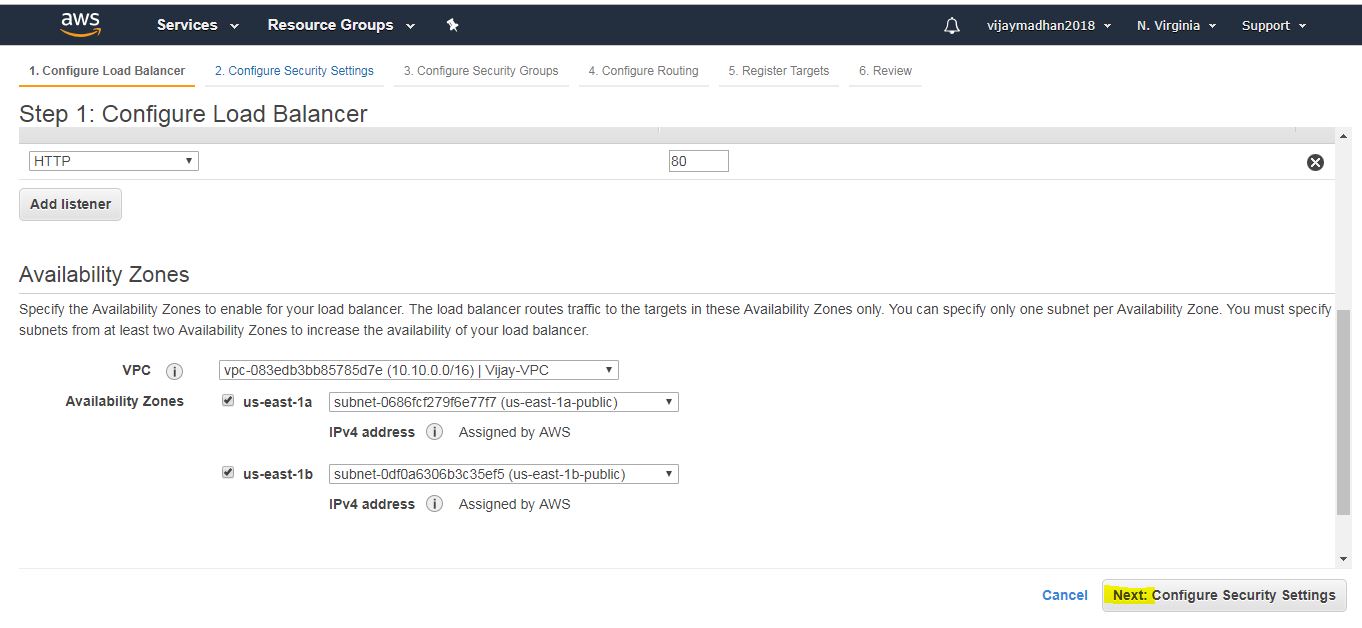 aws Services Resource Groups vijaymadhan2018 N. Virginia Support
1. Configure Load Balancer 2. Configure Security Settings 3. Configure Security Groups 4. Configure Routing 5. Register Targets 6. Review
Step 1: Configure Load Balancer
HTTP 80
Add listener
Availability Zones
Specify the Availability Zones to enable for your load balancer. The load balancer routes traffic to the targets in these Availability Zones only. You can specify only one subnet per Availability Zone. You must specify
subnets from at least two Availability Zones to increase the availability of your load balancer.
VPC i vpc-083edb3bb85785d7e (10.10.0.0/16) | Vijay-VPC
Availability Zones us-east-1a subnet-0686fcf279f6e77f7 (us-east-1a-public)
IPv4 address i Assigned by AWS
us-east-1b subnet-0df0a6306b3c35ef5 (us-east-1b-public)
IPv4 address i Assigned by AWS
Cancel Next: Configure Security Settings